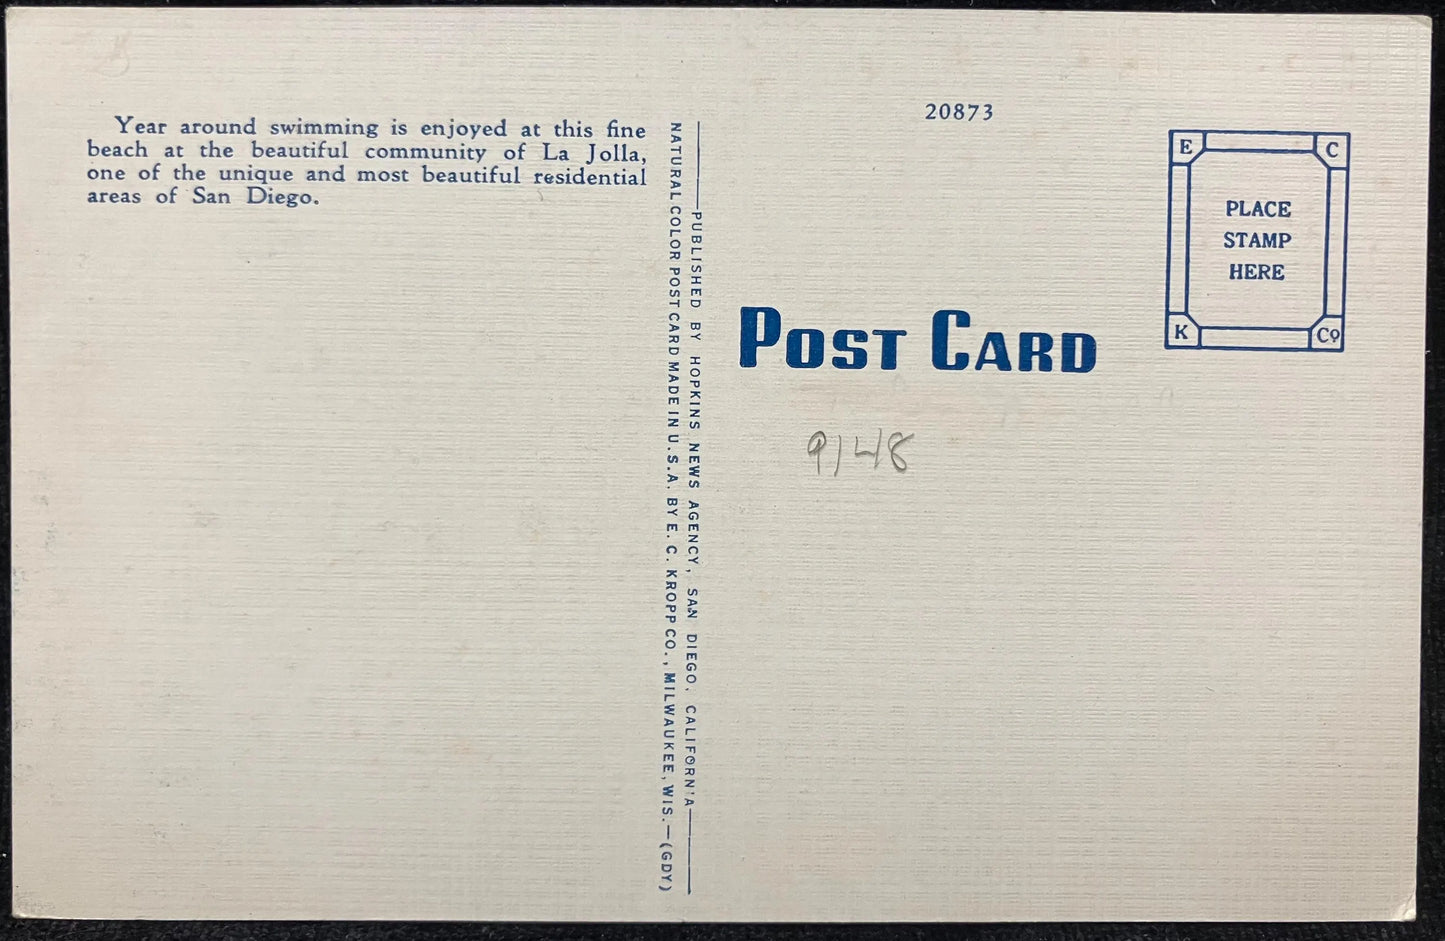 Year around swimming is enjoyed at this fine
beach at the beautiful community of La Jolla,
one of the unique and most beautiful residential
areas of San Diego.
PUBLISHED BY HOPKINS NEWS AGENCY, SAN DIEGO, CALIFORNIA
NATURAL COLOR POST CARD MADE IN U.S.A. BY E. C. KROPP CO., MILWAUKEE, WIS.—(GDY)
20873
E C
PLACE
STAMP
HERE
K Co
POST CARD
9148